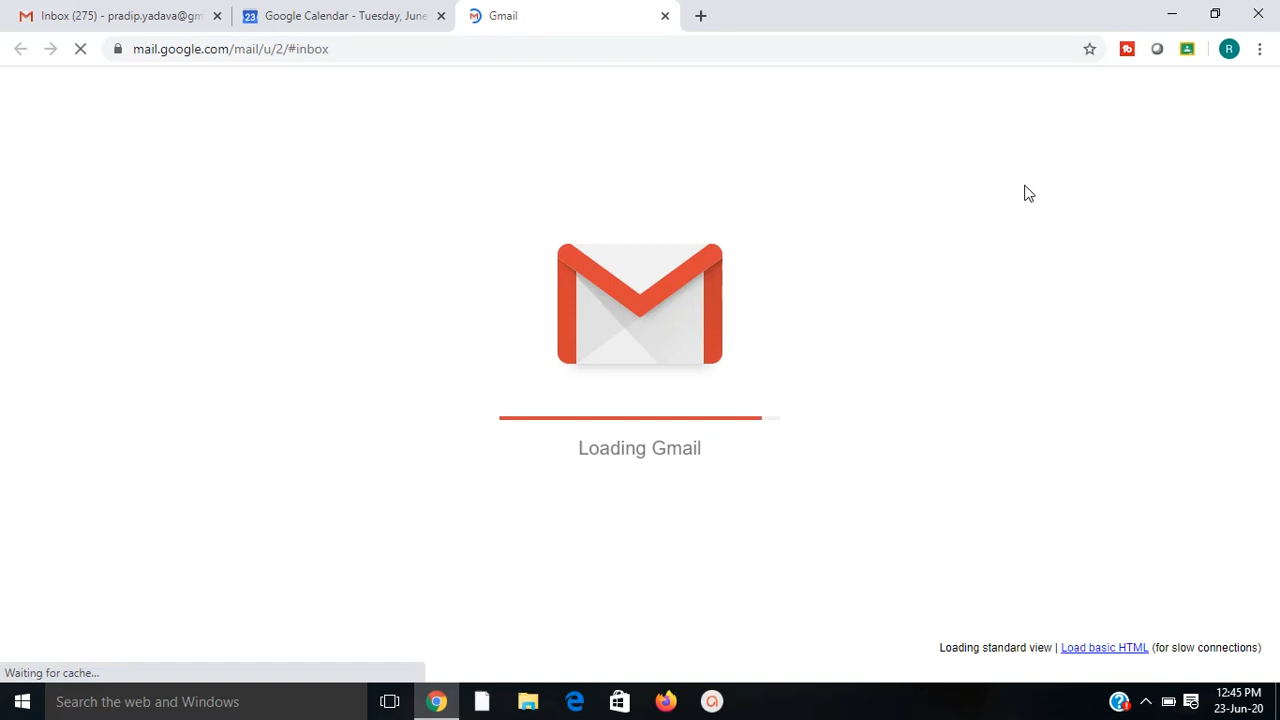 Inbox (275) - pradip.yadava@gm
23
Google Calendar - Tuesday, June
Gmail
mail.google.com/mail/u/2/#inbox
R
Loading Gmail
Loading standard view | Load basic HTML (for slow connections)
Waiting for cache...
Search the web and Windows
12:45 PM
23-Jun-20